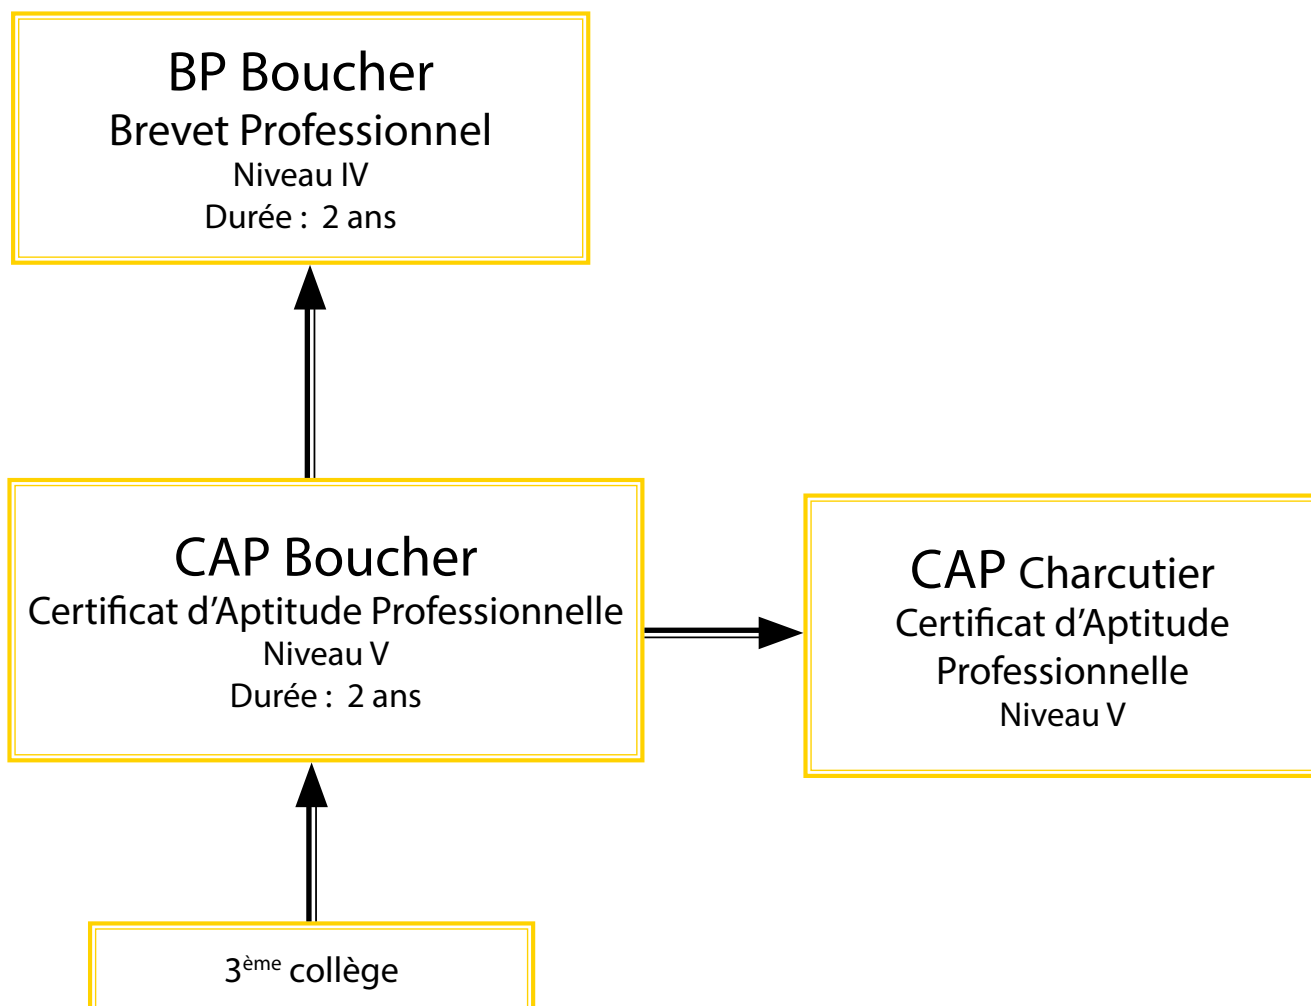 BP Boucher
Brevet Professionnel
Niveau IV
Durée :  2 ans
CAP Boucher
Certificat d’Aptitude Professionnelle
Niveau V
Durée :  2 ans
CAP Charcutier
Certificat d’Aptitude
Professionnelle
Niveau V
3ème collège